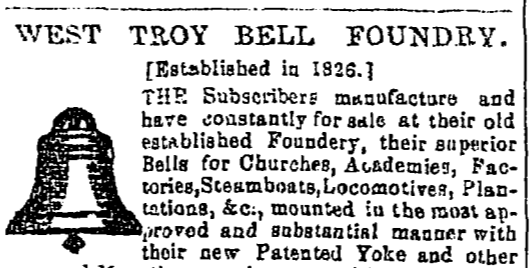 WEST TROY BELL FOUNDRY.
[Established in 1826.]
THE Subscribers manufacture and
have constantly for sale at their old
established Foundery, their superior
Bells for Churches, Academies, Fac-
tories, Steamboats, Locomotives, Plan-
tations, &c., mounted in the most ap-
proved and substantial manner with
their new Patented Yoke and other